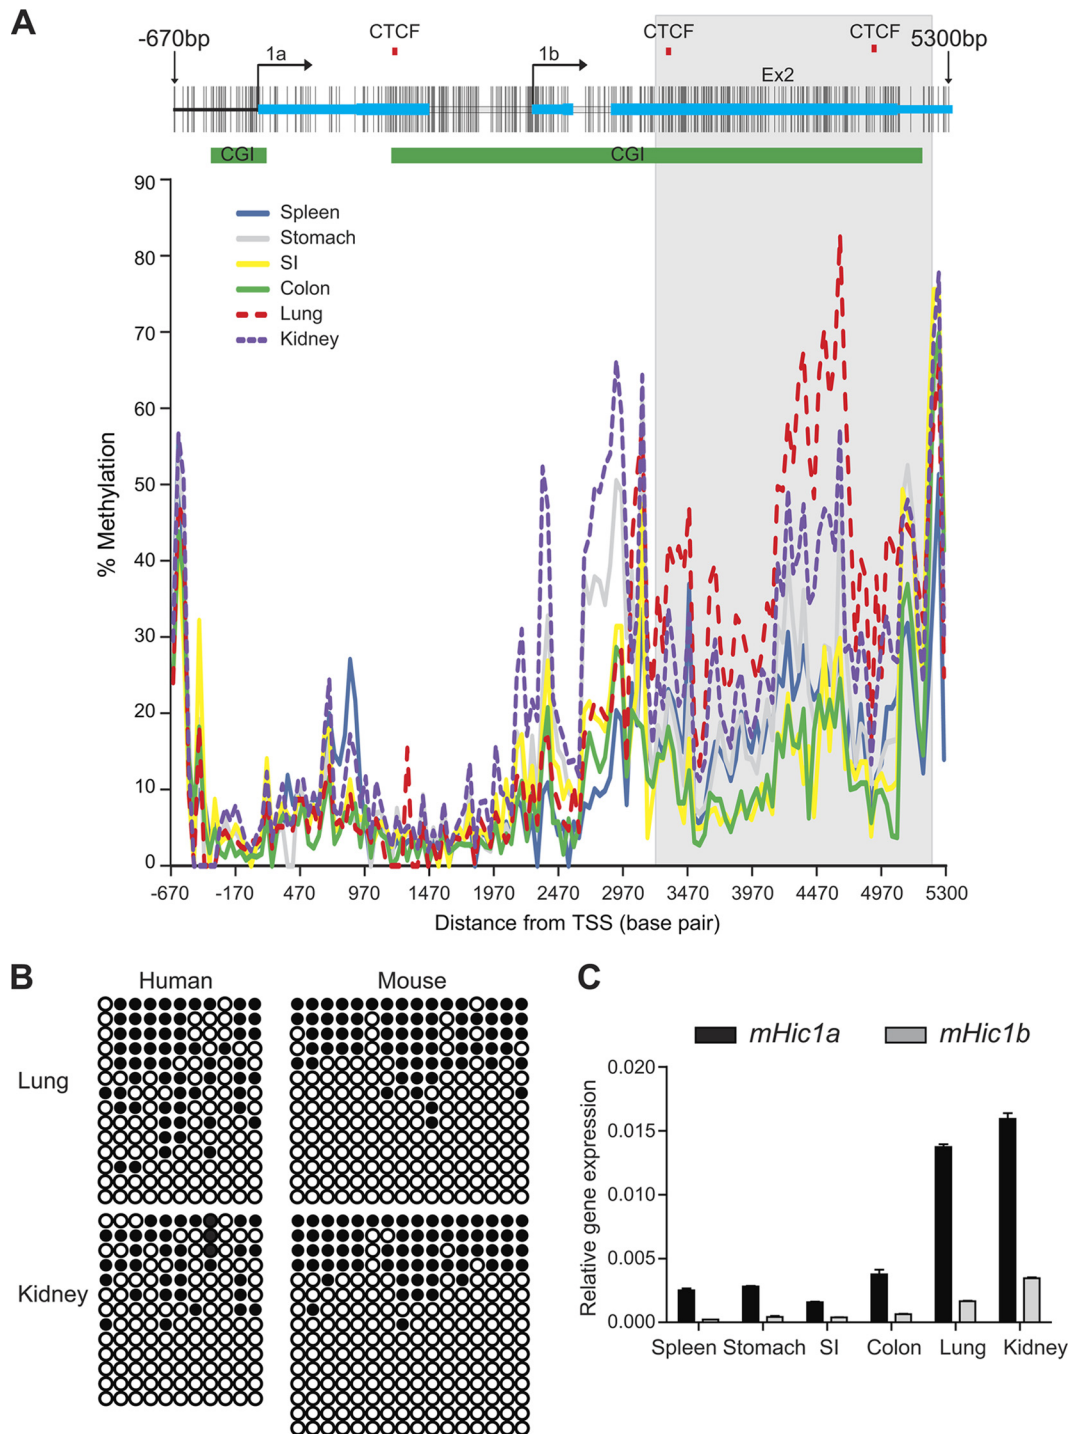 A
-670bp
1a
CTCF
1b
CTCF
CTCF
5300bp
Ex2
CGI
CGI
90
80
70
60
50
40
30
20
10
0
% Methylation
Spleen
Stomach
SI
Colon
Lung
Kidney
-670 -170 470 970 1470 1970 2470 2970 3470 3970 4470 4970 5300
Distance from TSS (base pair)
B
Human Mouse
Lung
Kidney
C
mHic1a mHic1b
Relative gene expression
0.020
0.015
0.010
0.005
0.000
Spleen Stomach SI Colon Lung Kidney